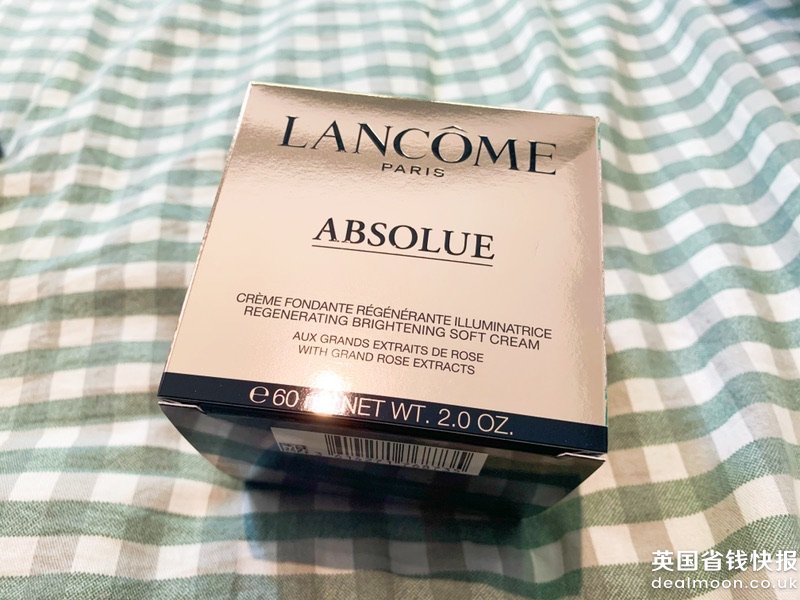 LANCÔME
PARIS
ABSOLUE
CRÈME FONDANTE RÉGÉNÉRANTE ILLUMINATRICE
REGENERATING BRIGHTENING SOFT CREAM
AUX GRANDS EXTRAITS DE ROSE
WITH GRAND ROSE EXTRACTS
℮ 60 NET WT. 2.0 OZ.
英国省钱快报
dealmoon.co.uk